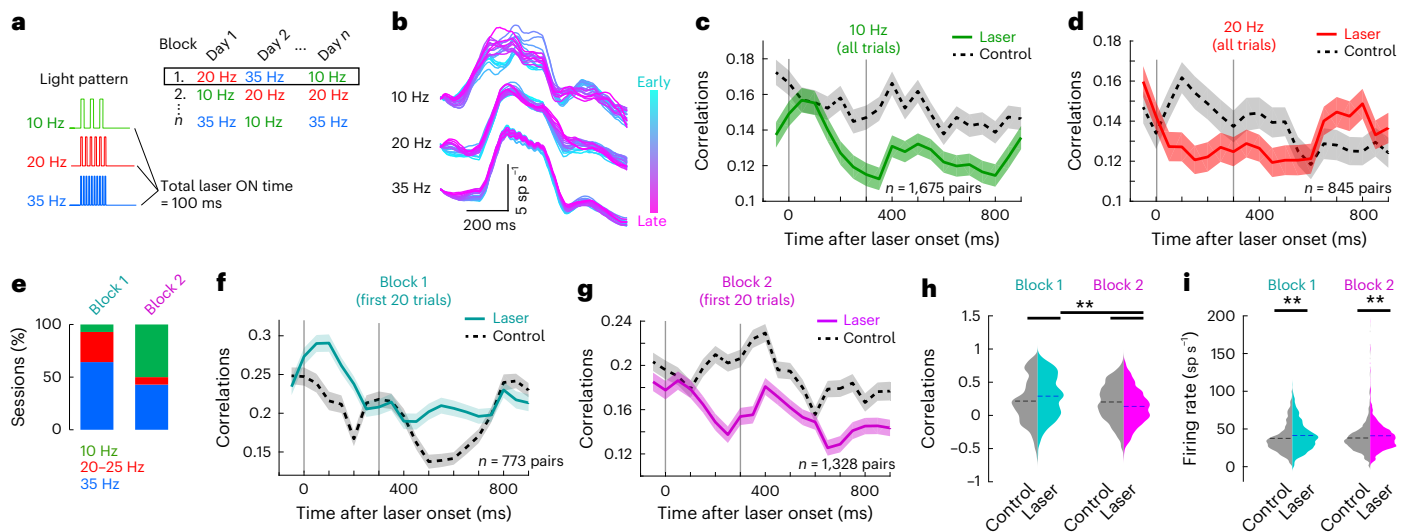 a
Block Day 1 Day 2 ... Day n
Light pattern
1. 20 Hz 35 Hz 10 Hz
2. 10 Hz 20 Hz 20 Hz
n 35 Hz 10 Hz 35 Hz
10 Hz
20 Hz
35 Hz
Total laser ON time
= 100 ms
b
10 Hz
20 Hz
35 Hz
Early
Late
5 sp s⁻¹
200 ms
c
10 Hz
(all trials)
Laser
Control
Correlations
0.18
0.16
0.14
0.12
0.1
n = 1,675 pairs
0 400 800
Time after laser onset (ms)
d
20 Hz
(all trials)
Laser
Control
Correlations
0.18
0.16
0.14
0.12
0.1
n = 845 pairs
0 400 800
Time after laser onset (ms)
e
Block 1 Block 2
Sessions (%)
100
50
0
10 Hz
20–25 Hz
35 Hz
f
Block 1
(first 20 trials)
Laser
Control
Correlations
0.3
0.25
0.2
0.15
n = 773 pairs
0 400 800
Time after laser onset (ms)
g
Block 2
(first 20 trials)
Laser
Control
Correlations
0.24
0.2
0.16
0.12
n = 1,328 pairs
0 400 800
Time after laser onset (ms)
h
Block 1 Block 2
**
Correlations
1.5
1.0
0.5
0
−0.5
−1
Control Laser Control Laser
i
Block 1 Block 2
** **
Firing rate (sp s⁻¹)
200
150
100
50
0
Control Laser Control Laser